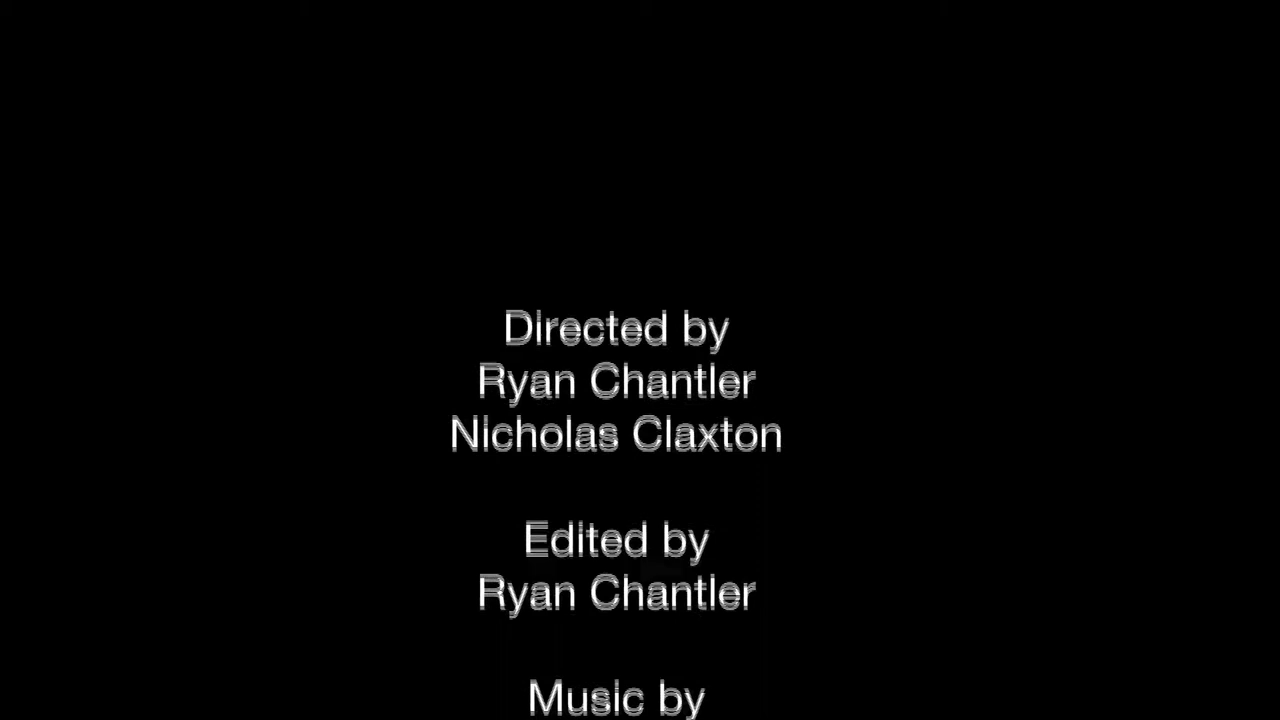 Directed by
Ryan Chantler
Nicholas Claxton
Edited by
Ryan Chantler
Music by